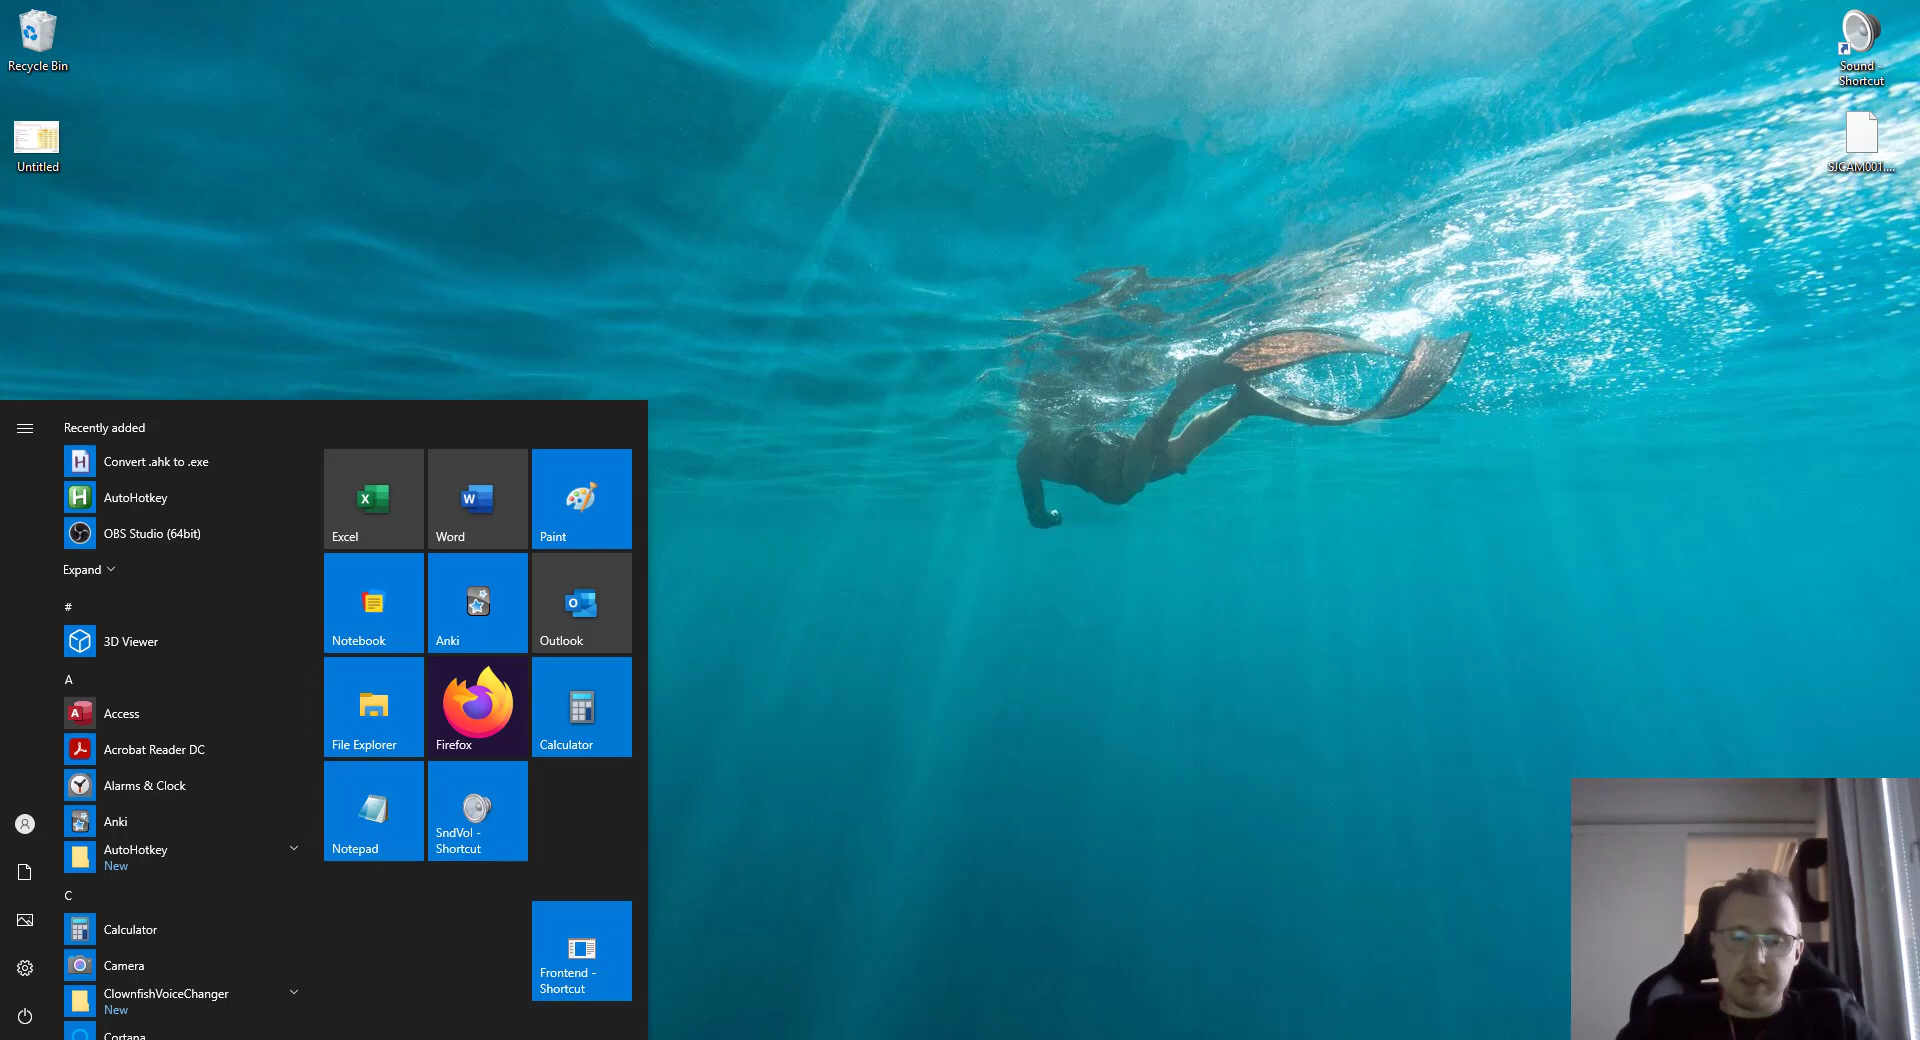 Recycle Bin
Untitled
Sound -
Shortcut
SJCAM001....
Recently added
Convert .ahk to .exe
AutoHotkey
OBS Studio (64bit)
Expand
#
3D Viewer
A
Access
Acrobat Reader DC
Alarms & Clock
Anki
AutoHotkey
New
C
Calculator
Camera
ClownfishVoiceChanger
New
Cortana
Excel
Word
Paint
Notebook
Anki
Outlook
File Explorer
Firefox
Calculator
Notepad
SndVol -
Shortcut
Frontend -
Shortcut